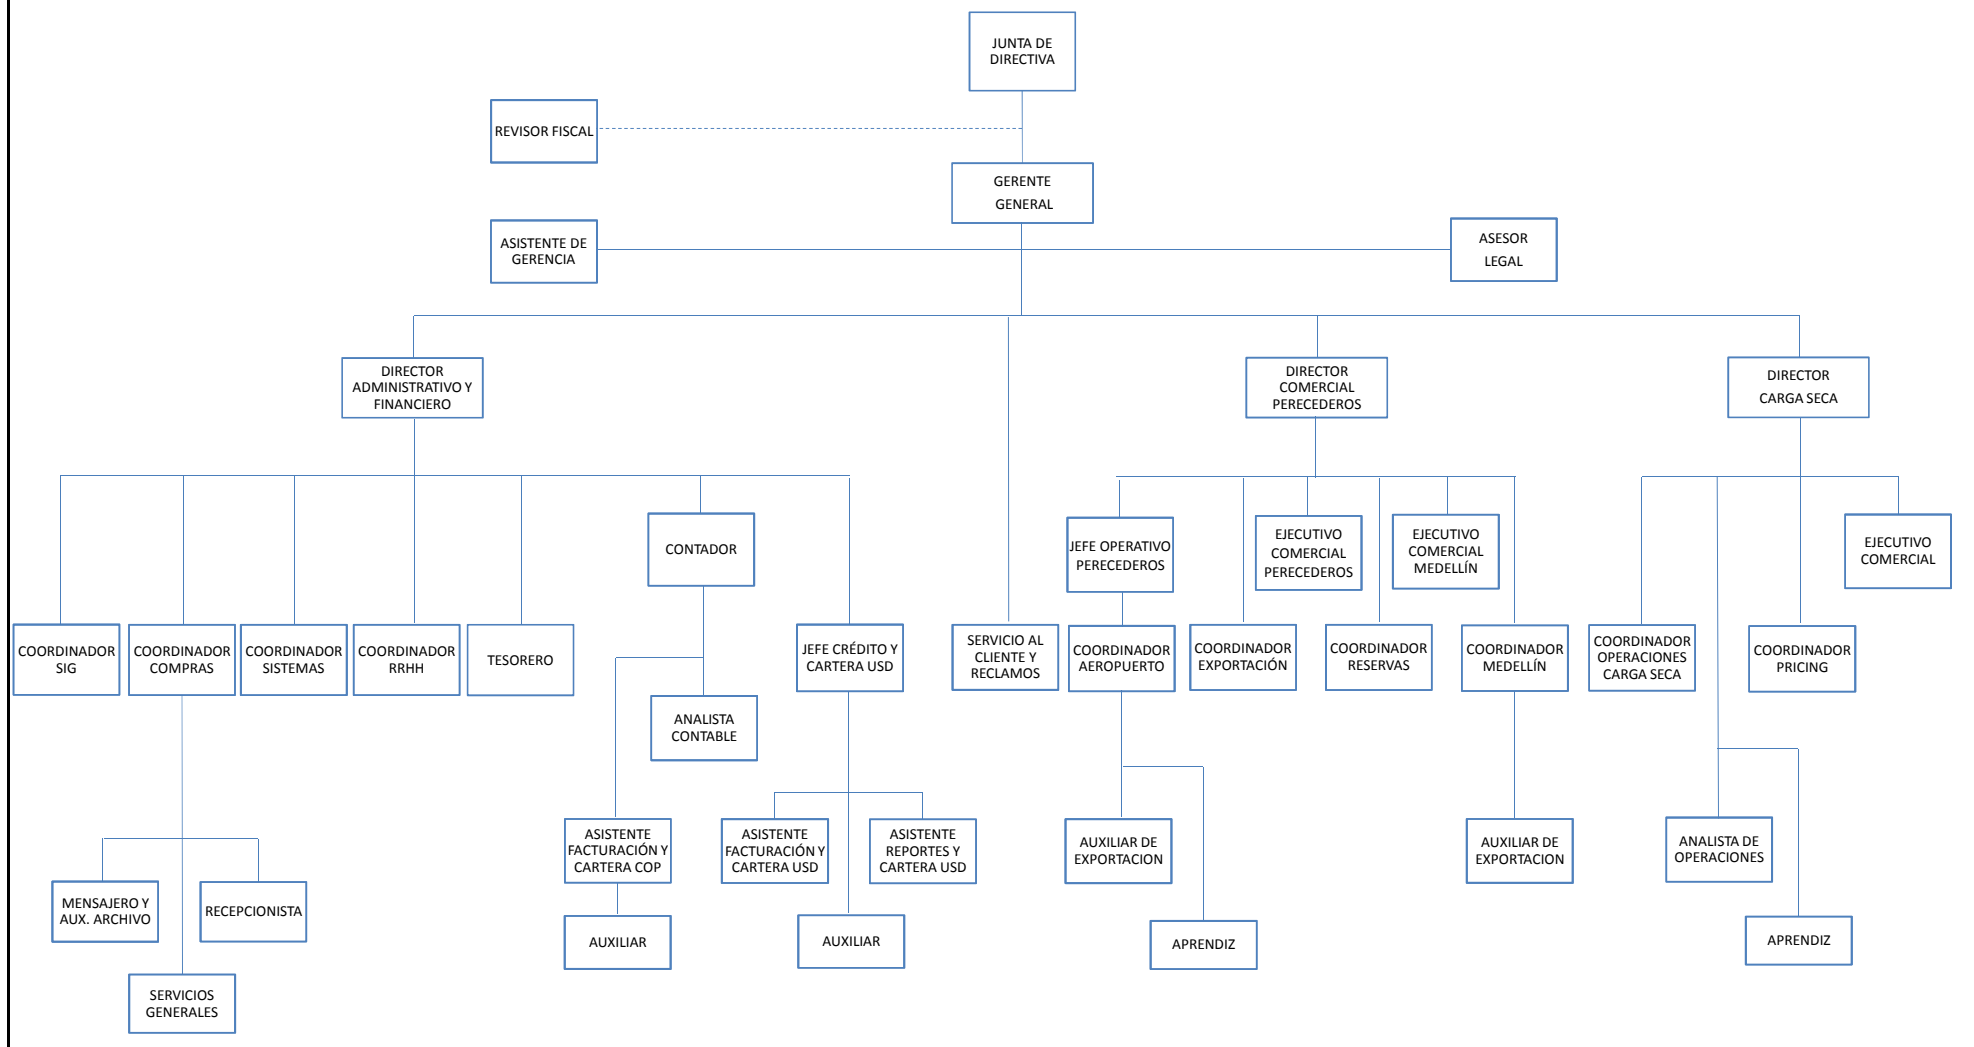 JUNTA DE
DIRECTIVA
REVISOR FISCAL
GERENTE
GENERAL
ASISTENTE DE
GERENCIA
ASESOR
LEGAL
DIRECTOR
ADMINISTRATIVO Y
FINANCIERO
DIRECTOR
COMERCIAL
PERECEDEROS
DIRECTOR
CARGA SECA
CONTADOR
JEFE OPERATIVO
PERECEDEROS
EJECUTIVO
COMERCIAL
PERECEDEROS
EJECUTIVO
COMERCIAL
MEDELLÍN
EJECUTIVO
COMERCIAL
COORDINADOR
SIG
COORDINADOR
COMPRAS
COORDINADOR
SISTEMAS
COORDINADOR
RRHH
TESORERO
JEFE CRÉDITO Y
CARTERA USD
SERVICIO AL
CLIENTE Y
RECLAMOS
COORDINADOR
AEROPUERTO
COORDINADOR
EXPORTACIÓN
COORDINADOR
RESERVAS
COORDINADOR
MEDELLÍN
COORDINADOR
OPERACIONES
CARGA SECA
COORDINADOR
PRICING
ANALISTA
CONTABLE
ASISTENTE
FACTURACIÓN Y
CARTERA COP
ASISTENTE
FACTURACIÓN Y
CARTERA USD
ASISTENTE
REPORTES Y
CARTERA USD
AUXILIAR DE
EXPORTACION
AUXILIAR DE
EXPORTACION
ANALISTA DE
OPERACIONES
MENSAJERO Y
AUX. ARCHIVO
RECEPCIONISTA
AUXILIAR
AUXILIAR
APRENDIZ
APRENDIZ
SERVICIOS
GENERALES